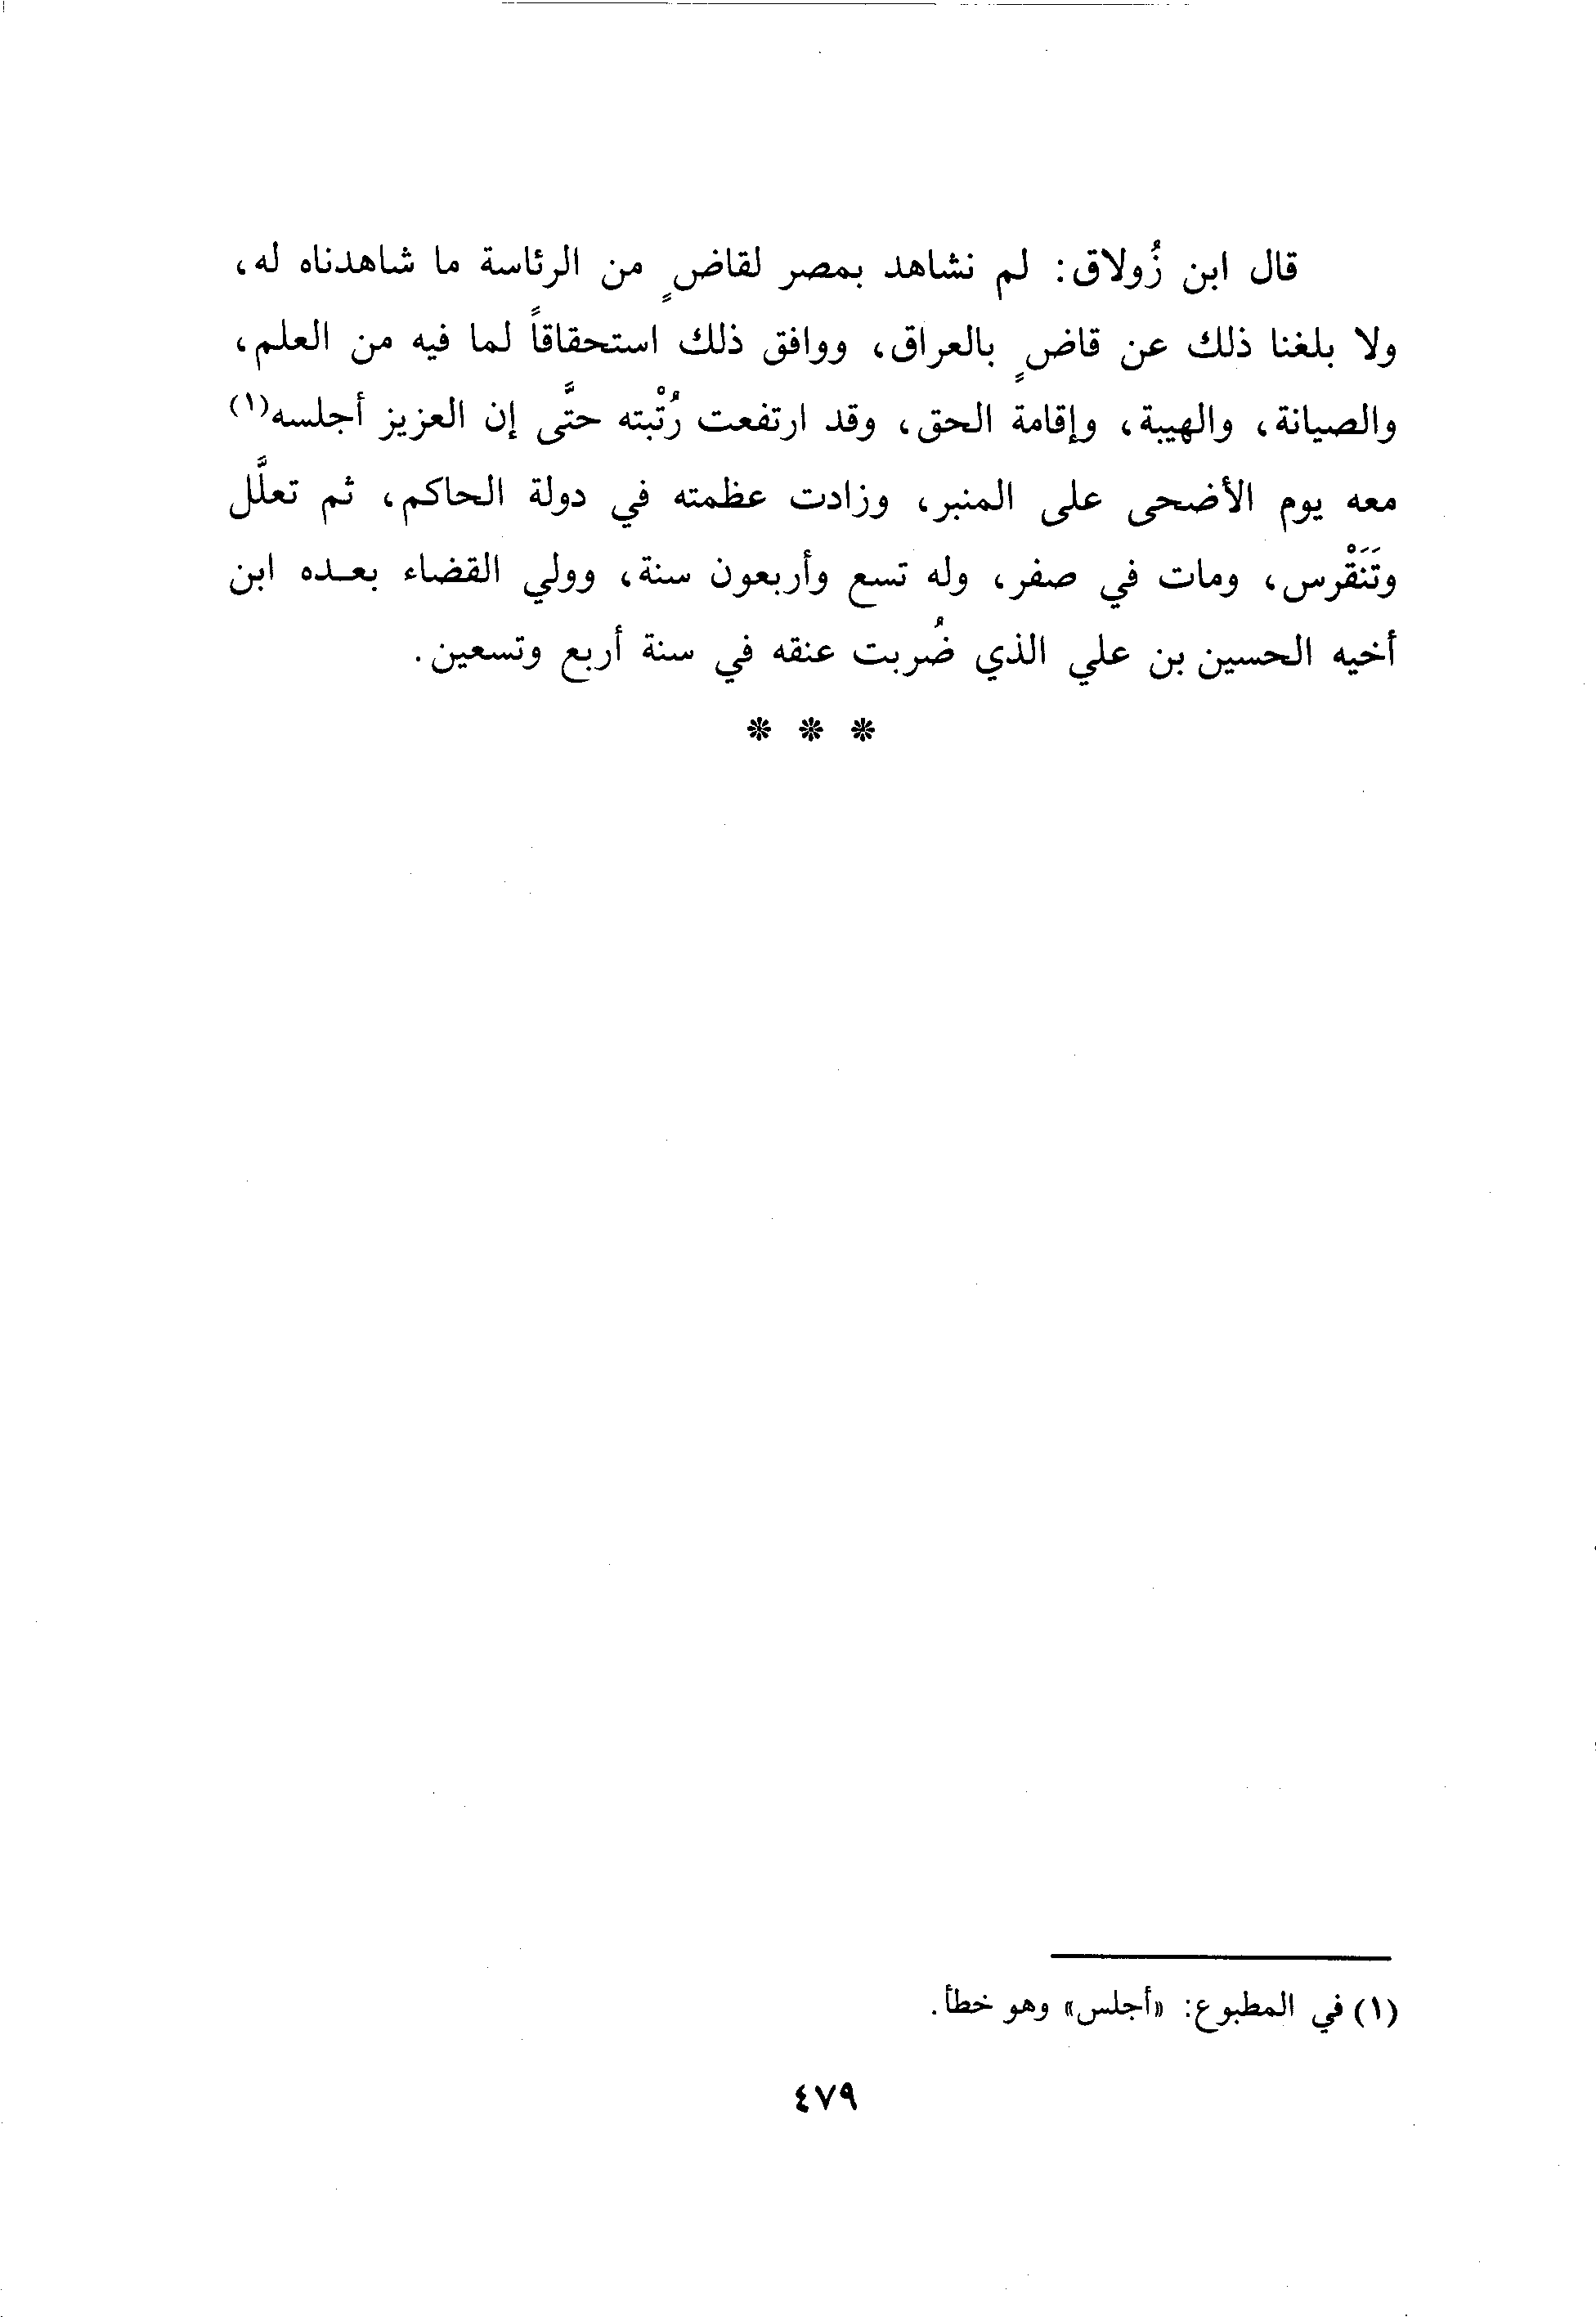 قال ابن زُولاق: لم نشاهد بمصر لقاضٍ من الرئاسة ما شاهدناه له،
ولا بلغنا ذلك عن قاضٍ بالعراق، ووافق ذلك استحقاقاً لما فيه من العلم،
والصيانة، والهيبة، وإقامة الحق، وقد ارتفعت رُتْبته حتَّى إن العزيز أجلسه(١)
معه يوم الأضحى على المنبر، وزادت عظمته في دولة الحاكم، ثم تعلَّل
وتَنَقْرس، ومات في صفر، وله تسع وأربعون سنة، وولي القضاء بعـده ابن
أخيه الحسين بن علي الذي ضُربت عنقه في سنة أربع وتسعين.
* * *
(١) في المطبوع: «أجلس» وهو خطأ.
٤٧٩